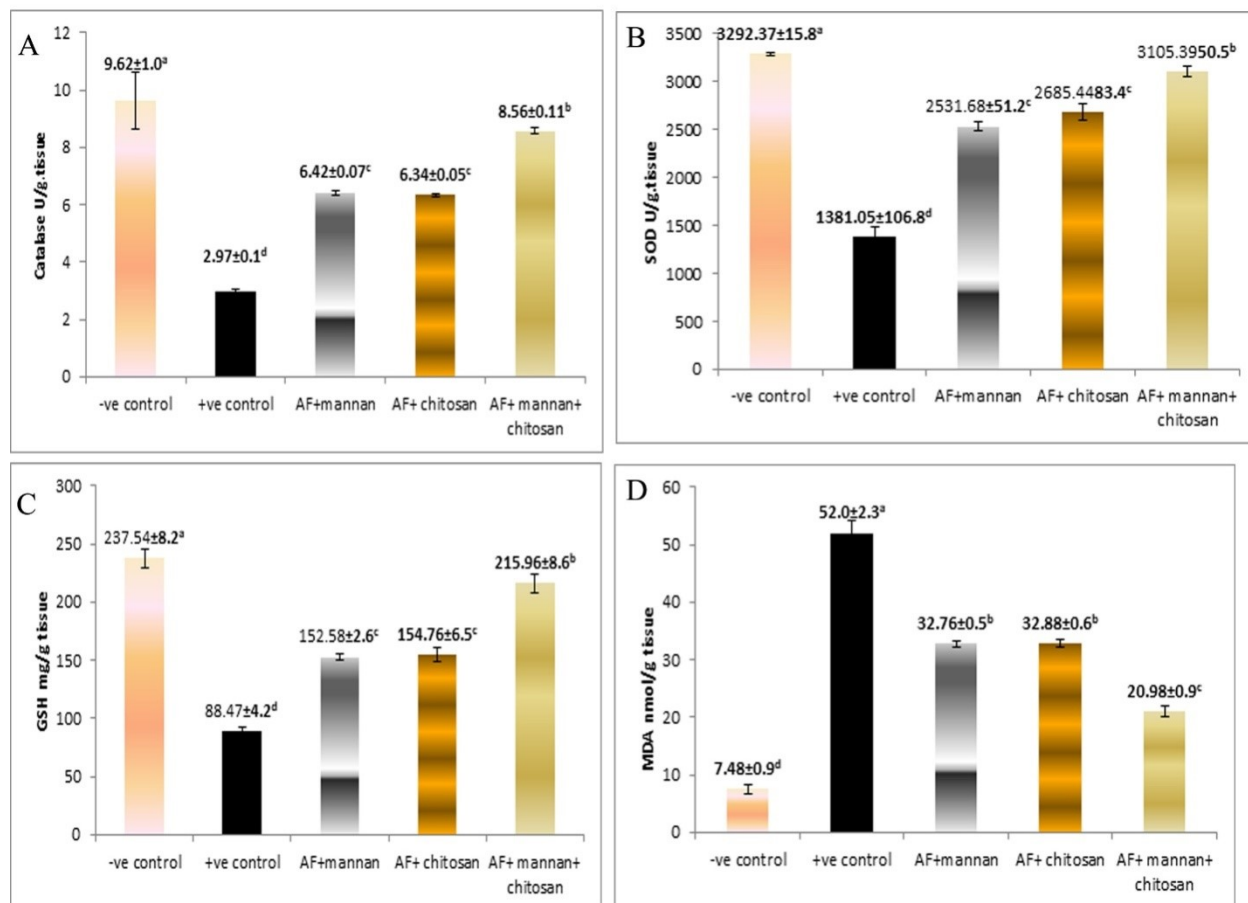 A
12
10
8
6
4
2
0
Catalase U/g.tissue
9.62±1.0ᵃ
2.97±0.1ᵈ
6.42±0.07ᶜ
6.34±0.05ᶜ
8.56±0.11ᵇ
-ve control
+ve control
AF+mannan
AF+ chitosan
AF+ mannan+
chitosan
B
3500
3000
2500
2000
1500
1000
500
0
SOD U/g.tissue
3292.37±15.8ᵃ
1381.05±106.8ᵈ
2531.68±51.2ᶜ
2685.4483.4ᶜ
3105.3950.5ᵇ
-ve control
+ve control
AF+mannan
AF+ chitosan
AF+ mannan+
chitosan
C
300
250
200
150
100
50
0
GSH mg/g tissue
237.54±8.2ᵃ
88.47±4.2ᵈ
152.58±2.6ᶜ
154.76±6.5ᶜ
215.96±8.6ᵇ
-ve control
+ve control
AF+mannan
AF+ chitosan
AF+ mannan+
chitosan
D
60
50
40
30
20
10
0
MDA nmol/g tissue
7.48±0.9ᵈ
52.0±2.3ᵃ
32.76±0.5ᵇ
32.88±0.6ᵇ
20.98±0.9ᶜ
-ve control
+ve control
AF+mannan
AF+ chitosan
AF+ mannan+
chitosan